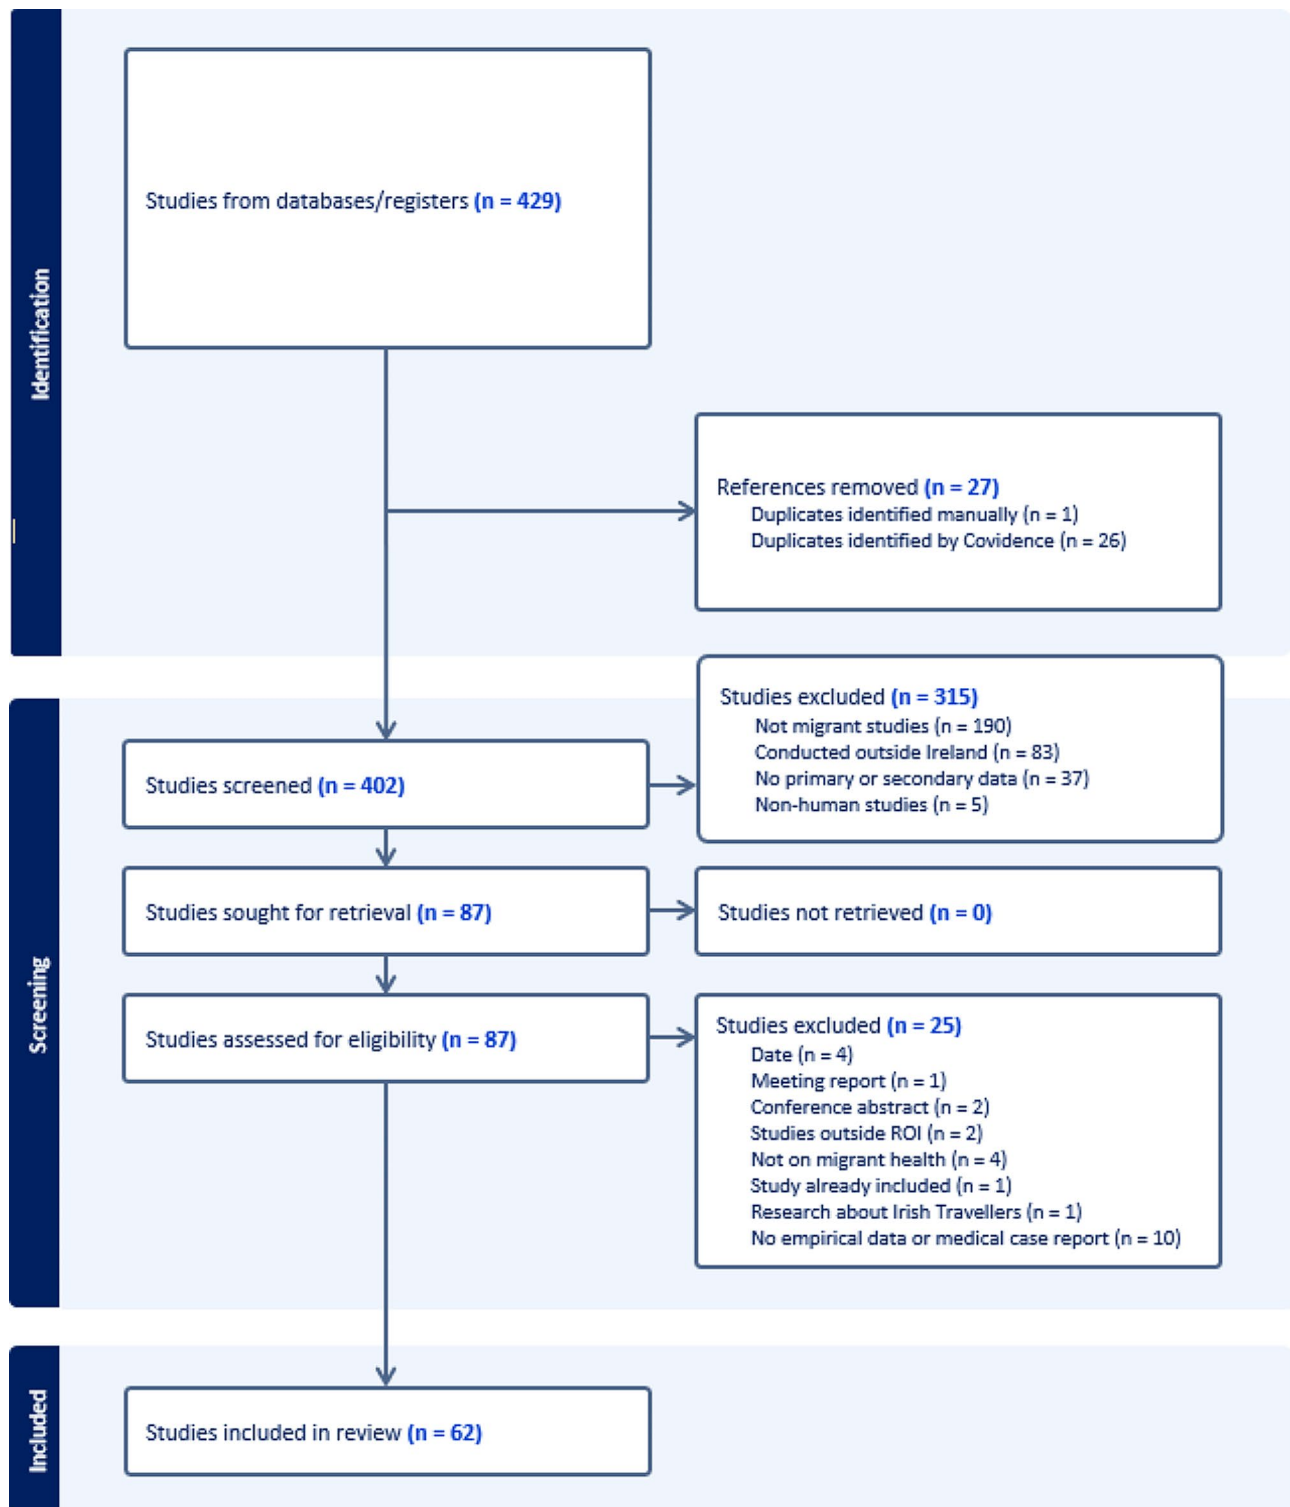 Identification
Studies from databases/registers (n = 429)
References removed (n = 27)
Duplicates identified manually (n = 1)
Duplicates identified by Covidence (n = 26)
Screening
Studies screened (n = 402)
Studies excluded (n = 315)
Not migrant studies (n = 190)
Conducted outside Ireland (n = 83)
No primary or secondary data (n = 37)
Non-human studies (n = 5)
Studies sought for retrieval (n = 87)
Studies not retrieved (n = 0)
Studies assessed for eligibility (n = 87)
Studies excluded (n = 25)
Date (n = 4)
Meeting report (n = 1)
Conference abstract (n = 2)
Studies outside ROI (n = 2)
Not on migrant health (n = 4)
Study already included (n = 1)
Research about Irish Travellers (n = 1)
No empirical data or medical case report (n = 10)
Included
Studies included in review (n = 62)